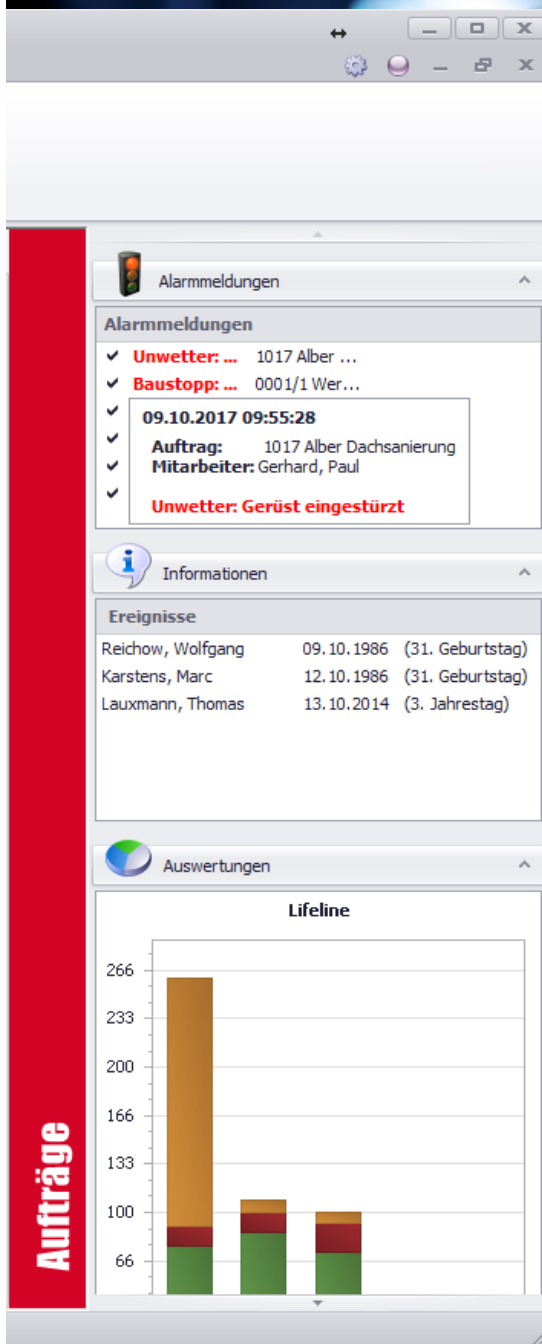 Alarmmeldungen
Alarmmeldungen
Unwetter: ... 1017 Alber ...
Baustopp: ... 0001/1 Wer...
09.10.2017 09:55:28
Auftrag: 1017 Alber Dachsanierung
Mitarbeiter: Gerhard, Paul
Unwetter: Gerüst eingestürzt
Informationen
Ereignisse
Reichow, Wolfgang 09.10.1986 (31. Geburtstag)
Karstens, Marc 12.10.1986 (31. Geburtstag)
Lauxmann, Thomas 13.10.2014 (3. Jahrestag)
Auswertungen
Lifeline
266
233
200
166
133
100
66
Aufträge